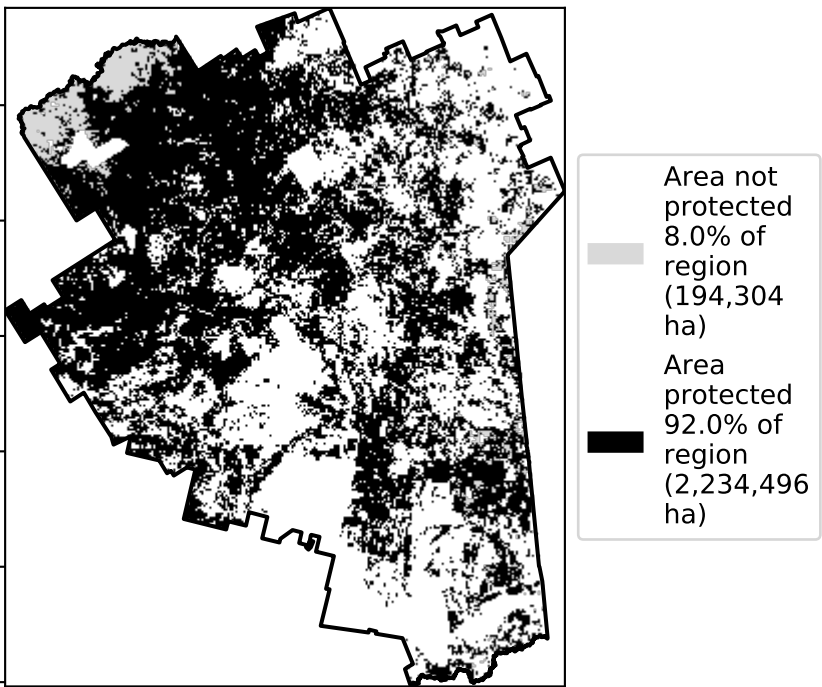 Area not
protected
8.0% of
region
(194,304
ha)
Area
protected
92.0% of
region
(2,234,496
ha)